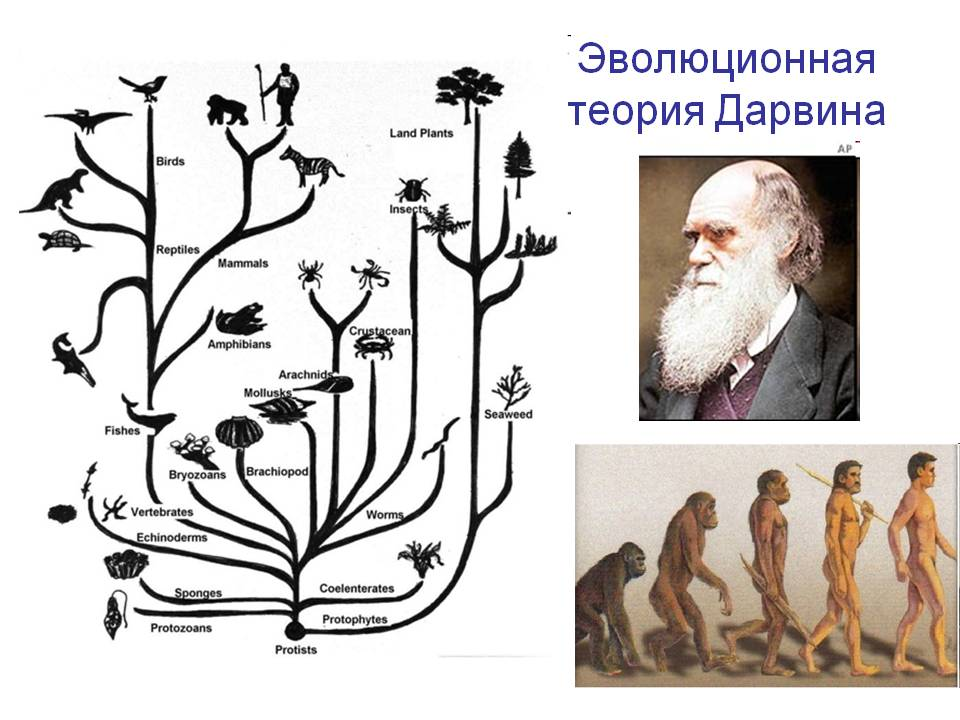 Эволюционная
теория Дарвина
AP
Land Plants
Birds
Insects
Reptiles
Mammals
Crustacean
Amphibians
Arachnids
Mollusks
Seaweed
Fishes
Bryozoans
Brachiopod
Vertebrates
Worms
Echinoderms
Sponges
Coelenterates
Protozoans
Protophytes
Protists